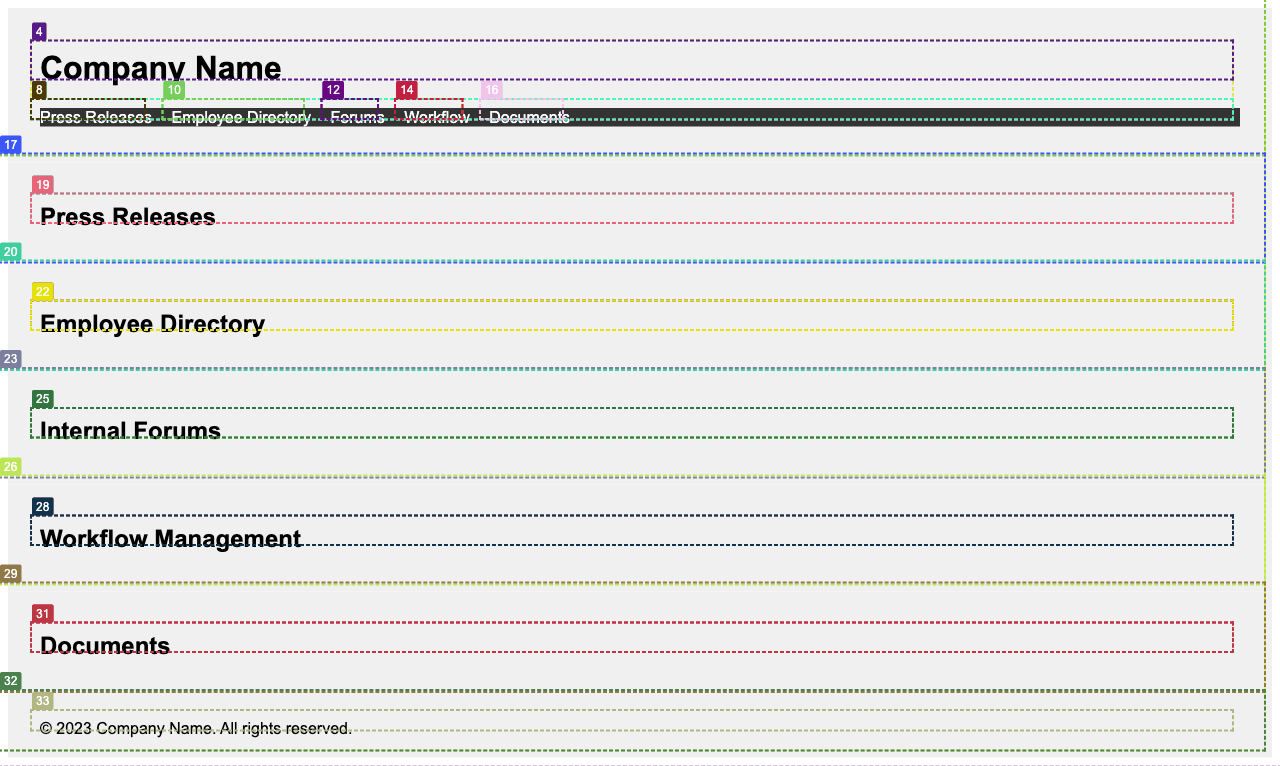 4
Company Name
8 10 12 14 16
Press Releases Employee Directory Forums Workflow Documents
17
19
Press Releases
20
22
Employee Directory
23
25
Internal Forums
26
28
Workflow Management
29
31
Documents
32
33
© 2023 Company Name. All rights reserved.